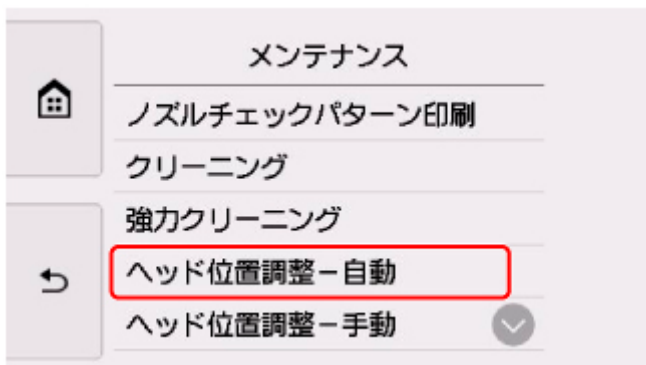 メンテナンス
ノズルチェックパターン印刷
クリーニング
強力クリーニング
ヘッド位置調整－自動
ヘッド位置調整－手動